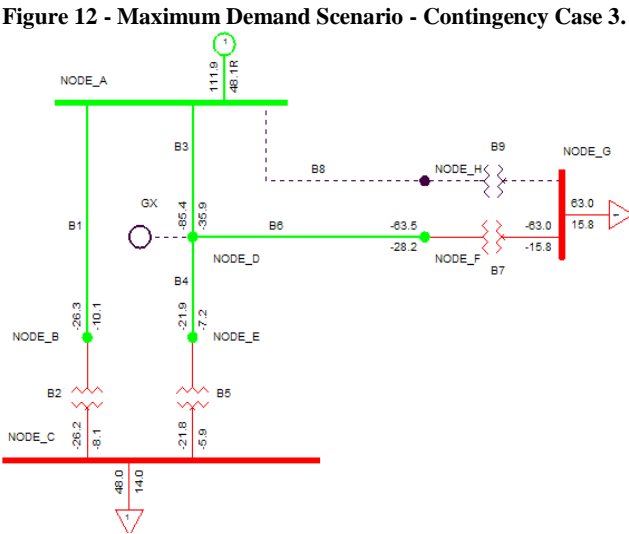 Figure 12 - Maximum Demand Scenario - Contingency Case 3.
1
111.9
48.1R
NODE_A
B3
B9
NODE_G
B8
NODE_H
GX
63.0
15.8
1
B1
-85.4
-35.9
B6
-63.5
-28.2
-63.0
-15.8
NODE_D
NODE_F
B7
B4
-26.3
-10.1
-21.9
-7.2
NODE_B
NODE_E
B2
B5
NODE_C
-26.2
-8.1
-21.8
-5.9
48.0
14.0
1